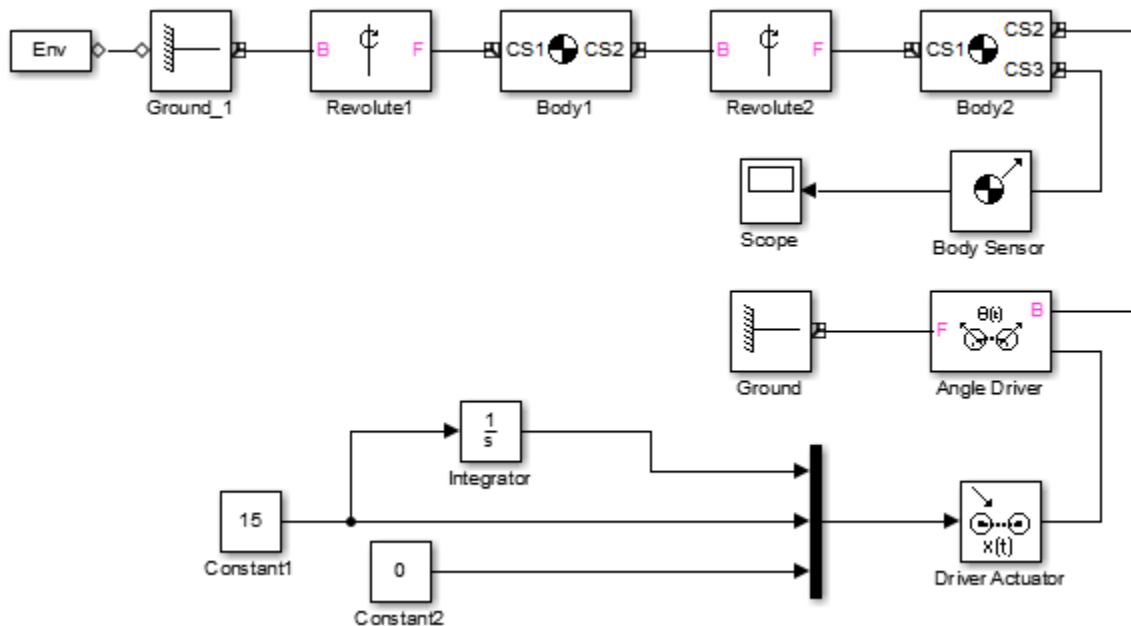 Env
Ground_1
B
F
Revolute1
CS1
CS2
Body1
B
F
Revolute2
CS1
CS2
CS3
Body2
Scope
Body Sensor
Ground
F
θ(t)
B
Angle Driver
1
s
Integrator
15
Constant1
0
Constant2
x(t)
Driver Actuator